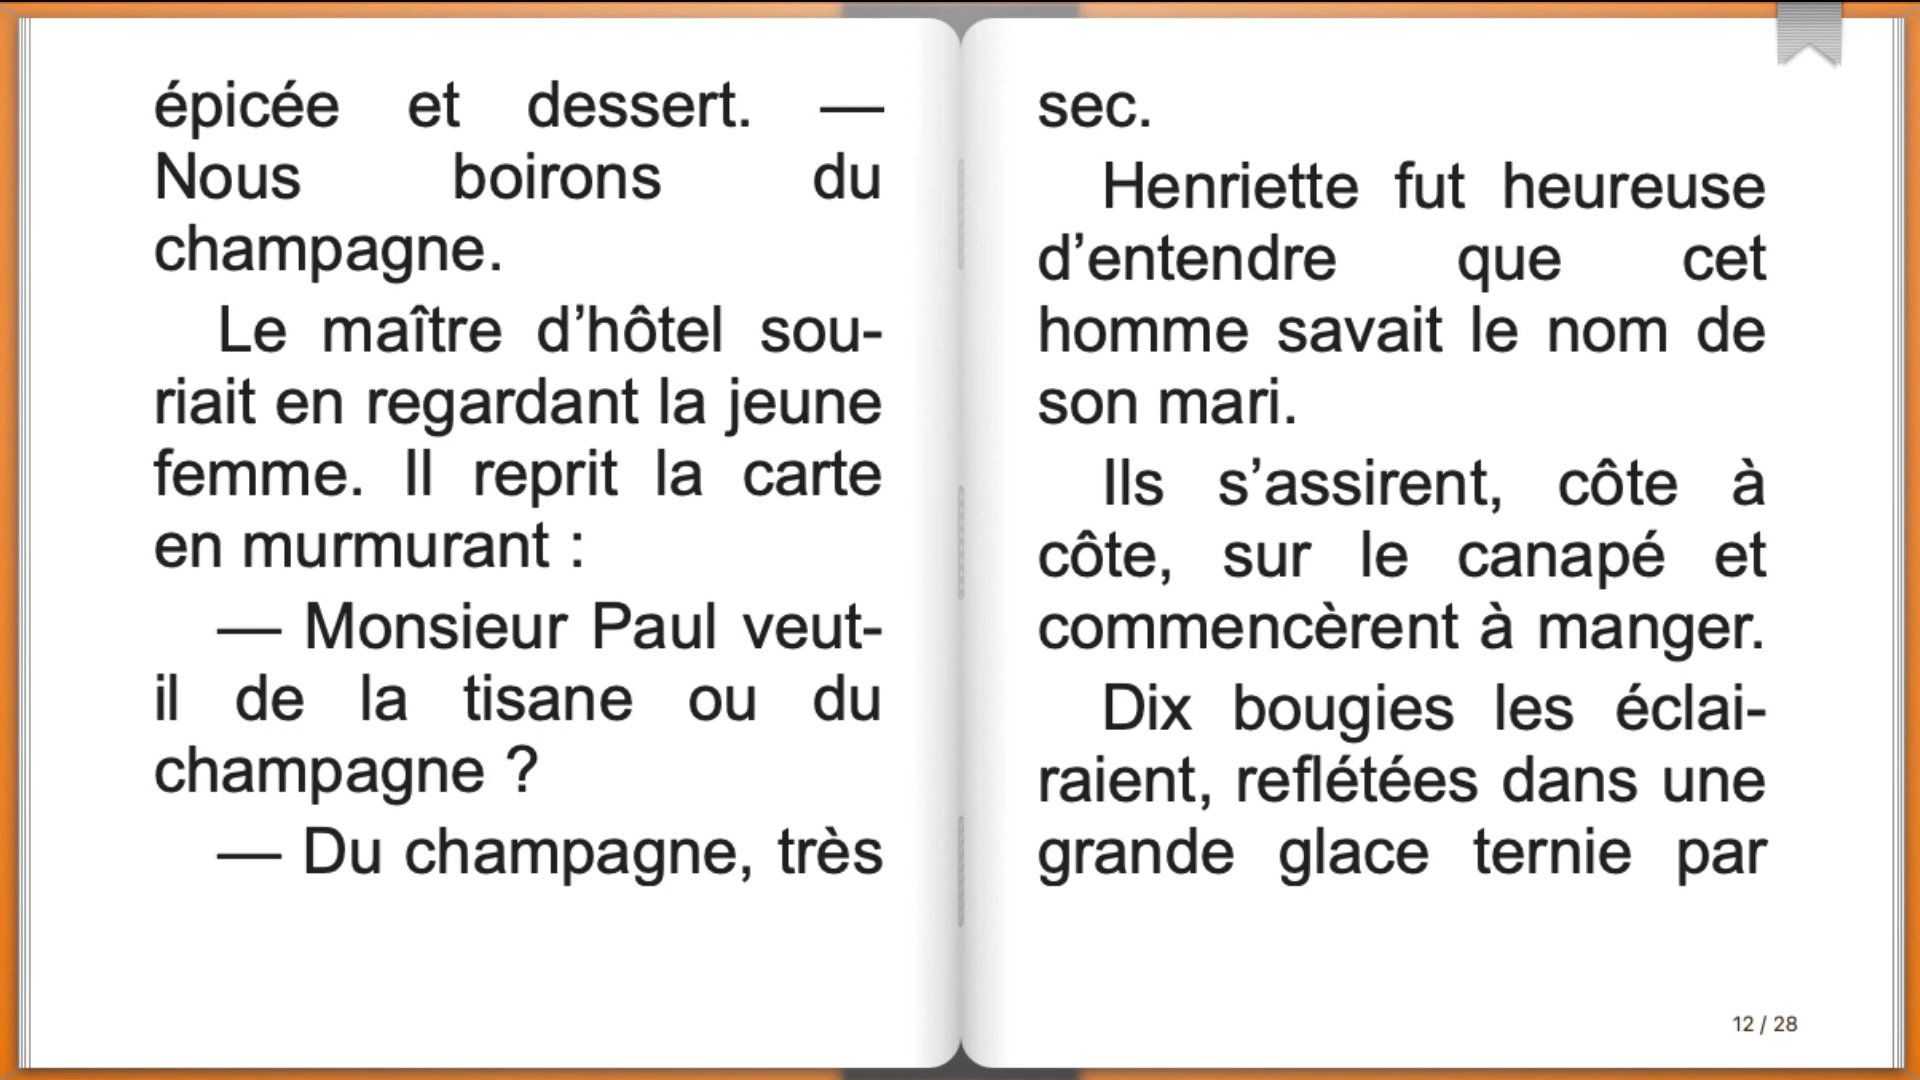 épicée et dessert. —
Nous boirons du
champagne.
Le maître d’hôtel sou-
riait en regardant la jeune
femme. Il reprit la carte
en murmurant :
— Monsieur Paul veut-
il de la tisane ou du
champagne ?
— Du champagne, très
sec.
Henriette fut heureuse
d’entendre que cet
homme savait le nom de
son mari.
Ils s’assirent, côte à
côte, sur le canapé et
commencèrent à manger.
Dix bougies les éclai-
raient, reflétées dans une
grande glace ternie par
12 / 28